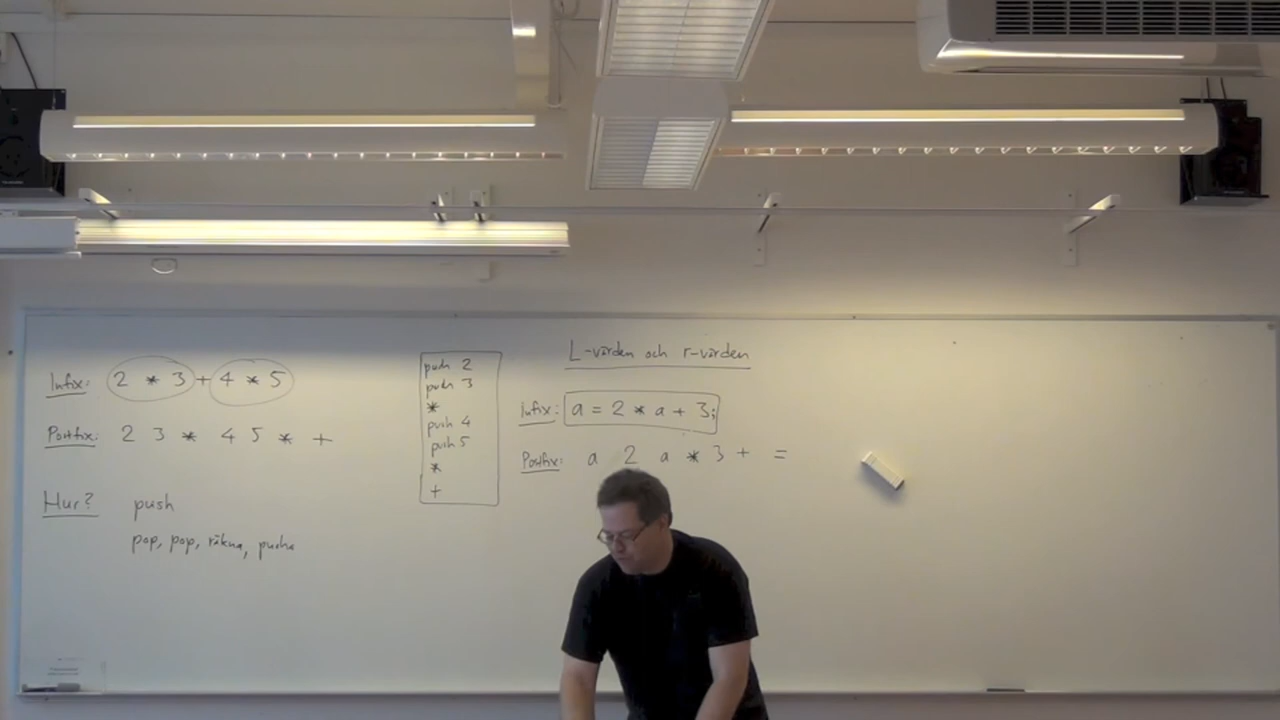 Infix: 2 * 3 + 4 * 5
Postfix: 2 3 * 4 5 * +
Hur? push
pop, pop, räkna, pusha
push 2
push 3
*
push 4
push 5
*
+
L-värden och r-värden
Infix: a = 2 * a + 3;
Postfix: a 2 a * 3 + =